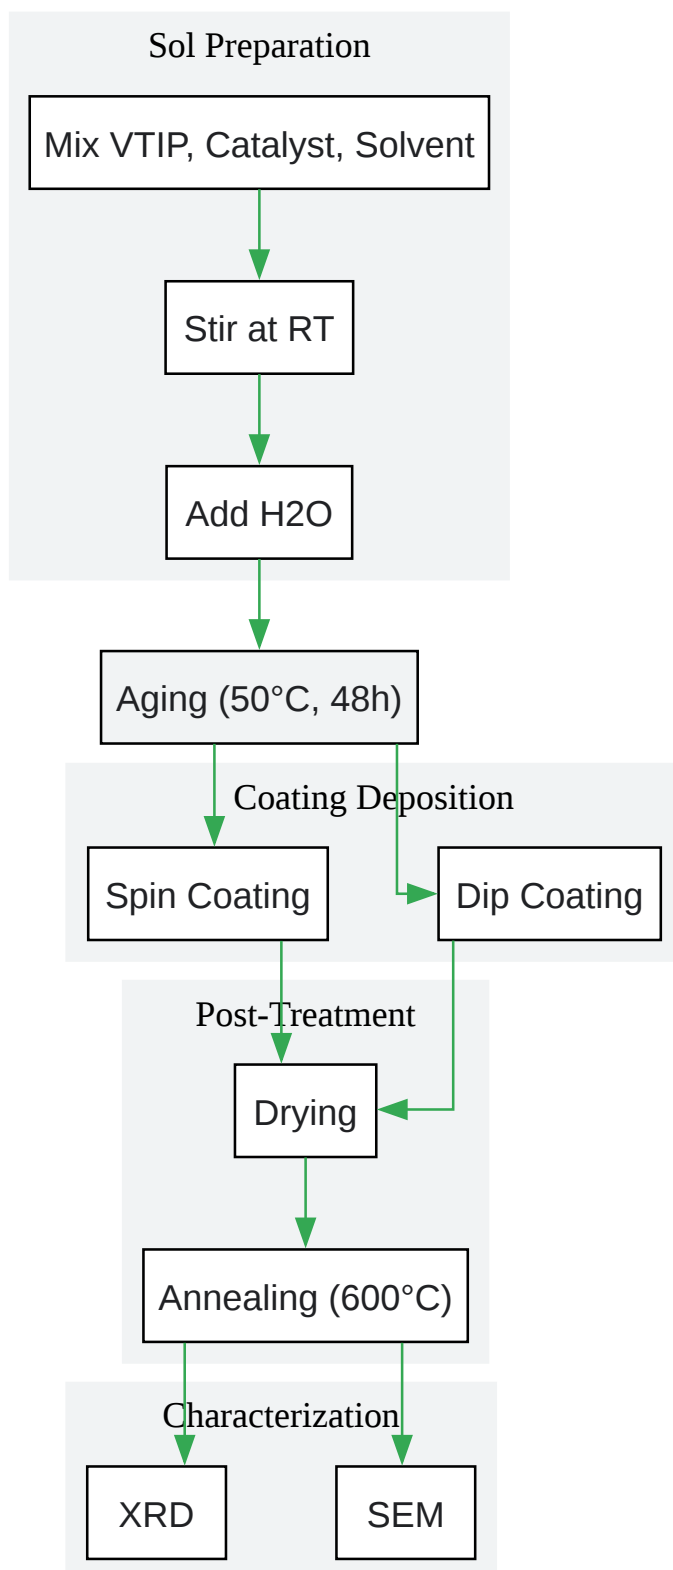 Sol Preparation
Mix VTIP, Catalyst, Solvent
Stir at RT
Add H2O
Aging (50°C, 48h)
Coating Deposition
Spin Coating
Dip Coating
Post-Treatment
Drying
Annealing (600°C)
Characterization
XRD
SEM